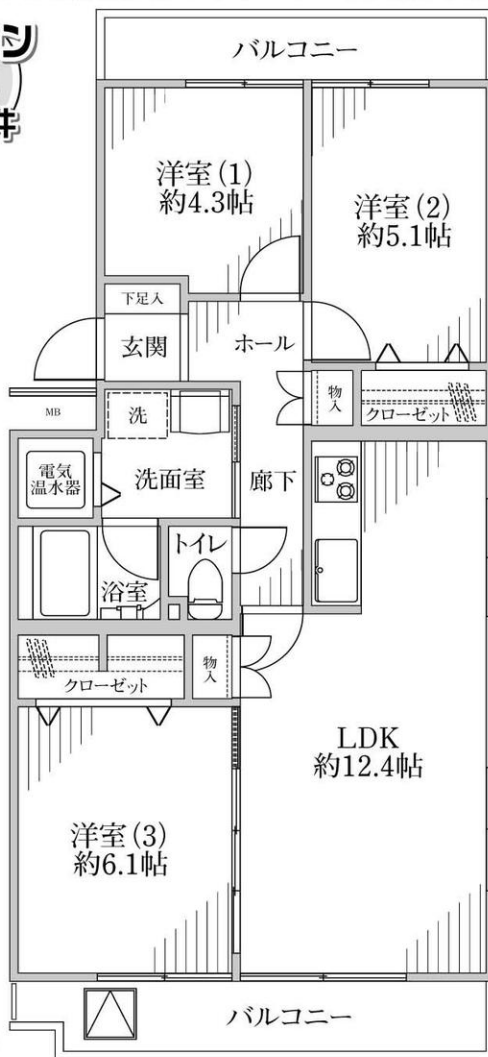 ン
バルコニー
洋室(1)
約4.3帖
洋室(2)
約5.1帖
下足入
玄関
ホール
MB
洗
物入
クローゼット
電気
温水器
洗面室
廊下
トイレ
浴室
クローゼット
物入
LDK
約12.4帖
洋室(3)
約6.1帖
バルコニー